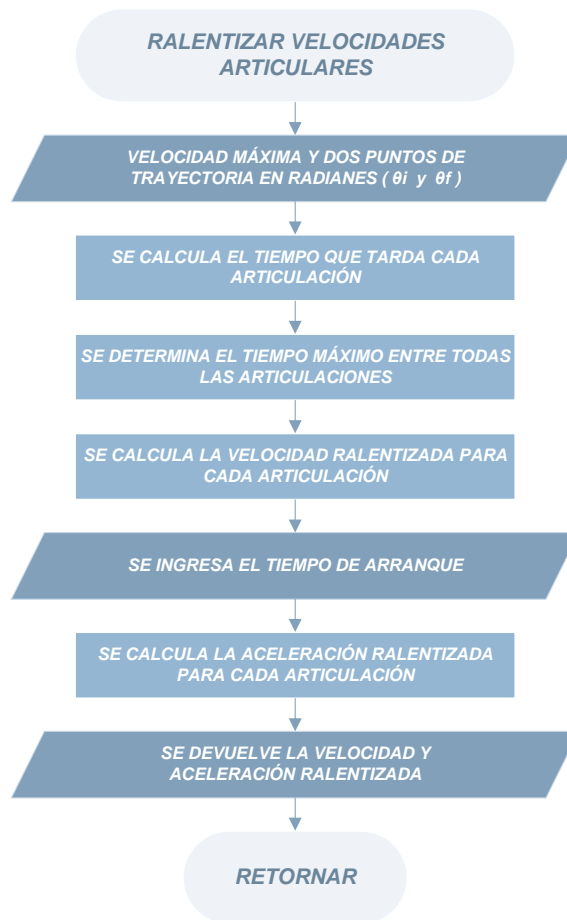 RALENTIZAR VELOCIDADES
ARTICULARES
VELOCIDAD MÁXIMA Y DOS PUNTOS DE
TRAYECTORIA EN RADIANES ( θi y θf )
SE CALCULA EL TIEMPO QUE TARDA CADA
ARTICULACIÓN
SE DETERMINA EL TIEMPO MÁXIMO ENTRE TODAS
LAS ARTICULACIONES
SE CALCULA LA VELOCIDAD RALENTIZADA PARA
CADA ARTICULACIÓN
SE INGRESA EL TIEMPO DE ARRANQUE
SE CALCULA LA ACELERACIÓN RALENTIZADA
PARA CADA ARTICULACIÓN
SE DEVUELVE LA VELOCIDAD Y
ACELERACIÓN RALENTIZADA
RETORNAR